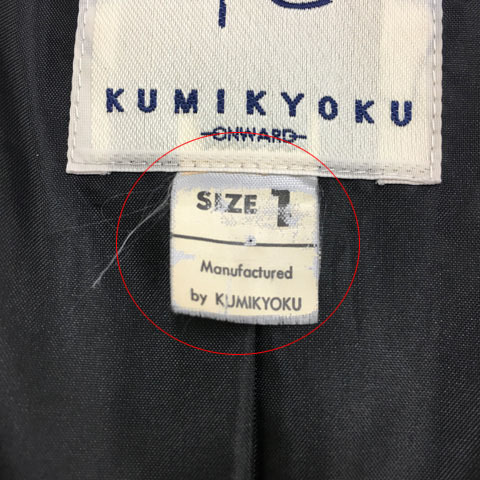 KUMIKYOKU
ONWARD
SIZE 1
Manufactured
by KUMIKYOKU